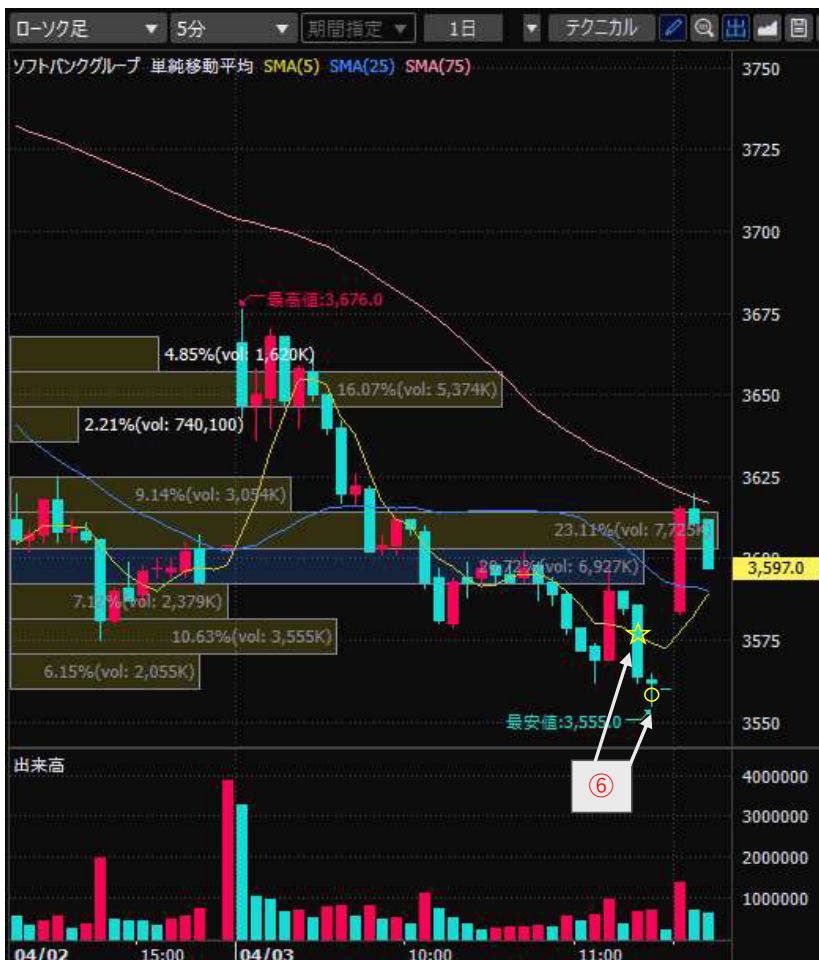 ローソク足 5分 期間指定 1日 テクニカル 出
ソフトバンクグループ 単純移動平均 SMA(5) SMA(25) SMA(75)
3750
3725
3700
3675
最高値:3,676.0
4.85%(vol: 1,620K)
16.07%(vol: 5,374K)
3650
2.21%(vol: 740,100)
3625
9.14%(vol: 3,054K)
23.11%(vol: 7,725K)
20.72%(vol: 6,927K)
3,597.0
(vol: 2,379K)
10.63%(vol: 3,555K)
3575
6.15%(vol: 2,055K)
最安値:3,555.0
3550
⑥
出来高
4000000
3000000
2000000
1000000
04/02 15:00 04/03 10:00 11:00